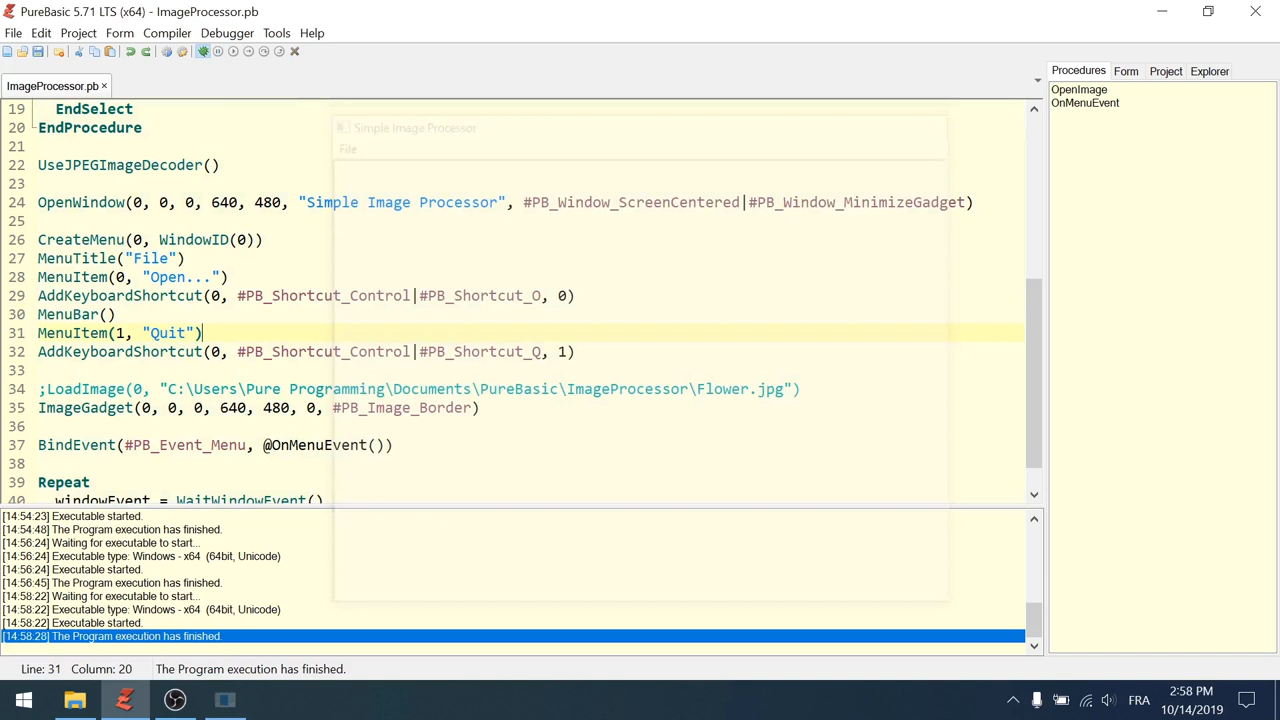 PureBasic 5.71 LTS (x64) - ImageProcessor.pb
File Edit Project Form Compiler Debugger Tools Help
ImageProcessor.pb ×
Procedures Form Project Explorer
OpenImage
OnMenuEvent
19 EndSelect
20 EndProcedure
21
22 UseJPEGImageDecoder()
23
24 OpenWindow(0, 0, 0, 640, 480, "Simple Image Processor", #PB_Window_ScreenCentered|#PB_Window_MinimizeGadget)
25
26 CreateMenu(0, WindowID(0))
27 MenuTitle("File")
28 MenuItem(0, "Open...")
29 AddKeyboardShortcut(0, #PB_Shortcut_Control|#PB_Shortcut_O, 0)
30 MenuBar()
31 MenuItem(1, "Quit")
32 AddKeyboardShortcut(0, #PB_Shortcut_Control|#PB_Shortcut_Q, 1)
33
34 ;LoadImage(0, "C:\Users\Pure Programming\Documents\PureBasic\ImageProcessor\Flower.jpg")
35 ImageGadget(0, 0, 0, 640, 480, 0, #PB_Image_Border)
36
37 BindEvent(#PB_Event_Menu, @OnMenuEvent())
38
39 Repeat
40 windowEvent = WaitWindowEvent()
Simple Image Processor
File
[14:54:23] Executable started.
[14:54:48] The Program execution has finished.
[14:56:24] Waiting for executable to start...
[14:56:24] Executable type: Windows - x64 (64bit, Unicode)
[14:56:24] Executable started.
[14:56:45] The Program execution has finished.
[14:58:22] Waiting for executable to start...
[14:58:22] Executable type: Windows - x64 (64bit, Unicode)
[14:58:22] Executable started.
[14:58:28] The Program execution has finished.
Line: 31 Column: 20 The Program execution has finished.
FRA
2:58 PM
10/14/2019